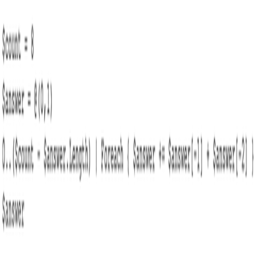 $count = 8
$answer = @(0,1)
0..($count - $answer.Length) | Foreach { $answer += $answer[-1] + $answer[-2] }
$answer